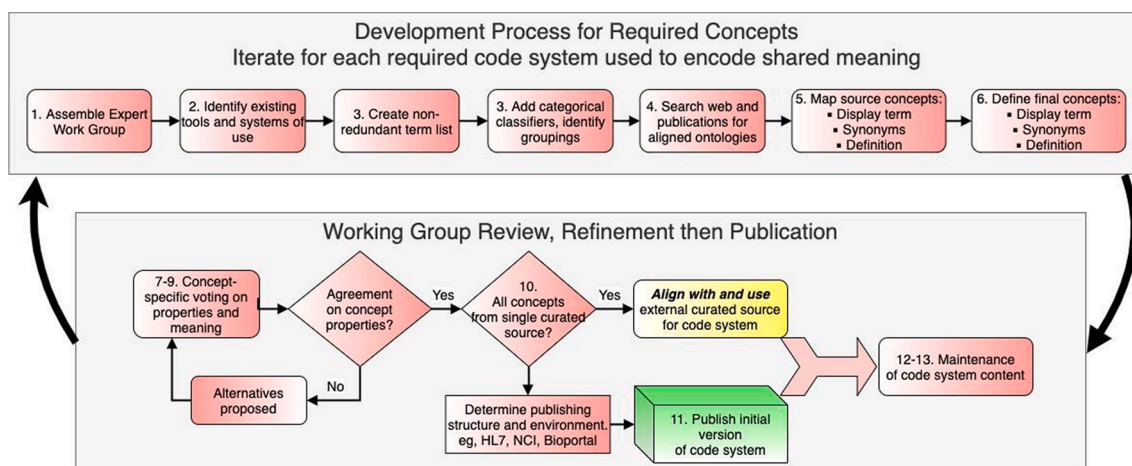 Development Process for Required Concepts
Iterate for each required code system used to encode shared meaning
1. Assemble Expert
Work Group
2. Identify existing
tools and systems of
use
3. Create non-
redundant term list
3. Add categorical
classifiers, identify
groupings
4. Search web and
publications for
aligned ontologies
5. Map source concepts:
▪ Display term
▪ Synonyms
▪ Definition
6. Define final concepts:
▪ Display term
▪ Synonyms
▪ Definition
Working Group Review, Refinement then Publication
7-9. Concept-
specific voting on
properties and
meaning
Agreement
on concept
properties?
Yes
10.
All concepts
from single curated
source?
Yes
Align with and use
external curated source
for code system
No
Alternatives
proposed
Determine publishing
structure and environment.
eg, HL7, NCI, Bioportal
11. Publish initial
version
of code system
12-13. Maintenance
of code system content